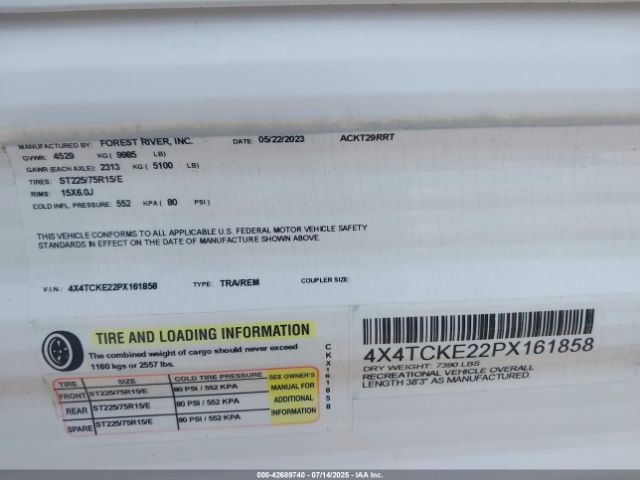 MANUFACTURED BY: FOREST RIVER, INC. DATE: 05/22/2023 ACKT29RRT
GVWR: 4529 KG( 9985 LB)
GAWR (EACH AXLE): 2313 KG ( 5100 LB)
TIRES: ST225/75R15/E
RIMS: 15X6.0J
COLD INFL. PRESSURE: 552 KPA ( 80 PSI )
THIS VEHICLE CONFORMS TO ALL APPLICABLE U.S. FEDERAL MOTOR VEHICLE SAFETY
STANDARDS IN EFFECT ON THE DATE OF MANUFACTURE SHOWN ABOVE.
V.I.N.: 4X4TCKE22PX161858 TYPE: TRA/REM COUPLER SIZE:
TIRE AND LOADING INFORMATION
The combined weight of cargo should never exceed
1160 kgs or 2557 lbs.
TIRE SIZE COLD TIRE PRESSURE
FRONT ST225/75R15/E 80 PSI / 552 KPA
REAR ST225/75R15/E 80 PSI / 552 KPA
SPARE ST225/75R15/E 80 PSI / 552 KPA
SEE OWNER'S
MANUAL FOR
ADDITIONAL
INFORMATION
CKX161858
4X4TCKE22PX161858
DRY WEIGHT: 7390 LBS
RECREATIONAL VEHICLE OVERALL
LENGTH 38'3" AS MANUFACTURED.
000-42689740 - 07/14/2025 - IAAI.com